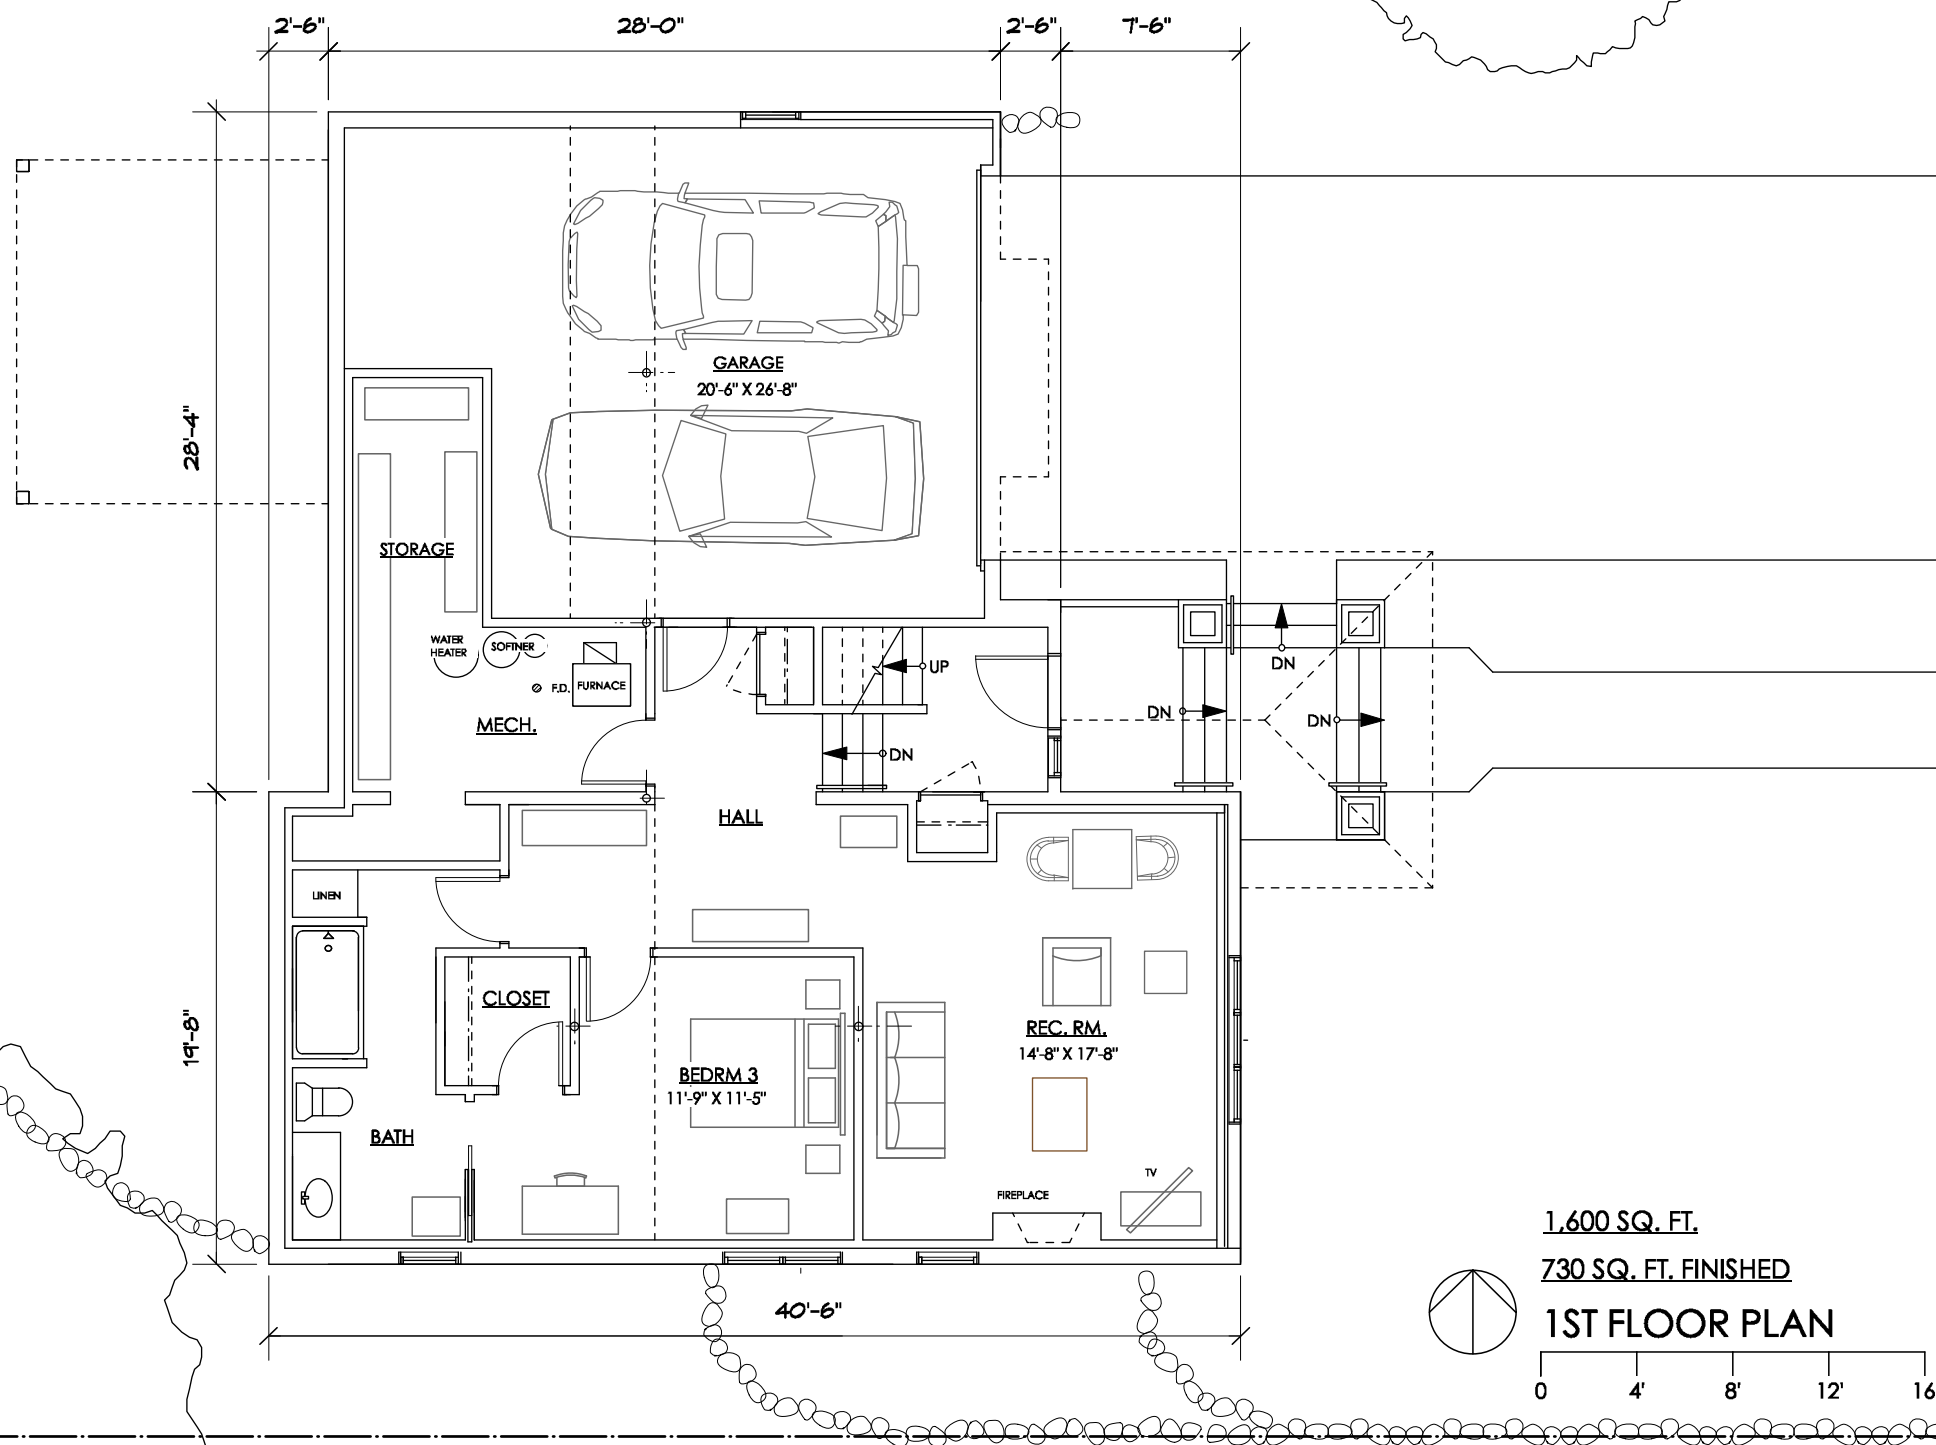 2'-6"
28'-0"
2'-6"
7'-6"
28'-4"
GARAGE
20'-6" X 26'-8"
STORAGE
WATER
HEATER
SOFTNER
F.D.
FURNACE
UP
MECH.
DN
DN
DN
DN
HALL
LINEN
CLOSET
19'-8"
REC. RM.
14'-8" X 17'-8"
BEDRM 3
11'-9" X 11'-5"
BATH
TV
FIREPLACE
40'-6"
1,600 SQ. FT.
730 SQ. FT. FINISHED
1ST FLOOR PLAN
0 4' 8' 12' 16